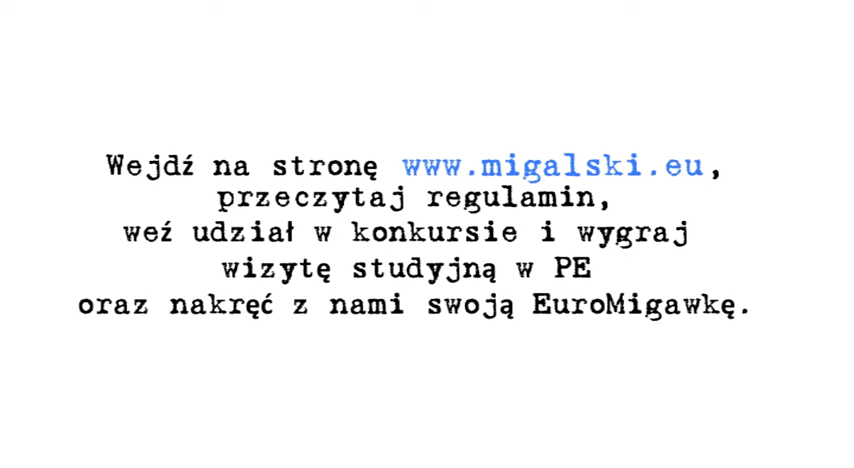 Wejdź na stronę www.migalski.eu,
przeczytaj regulamin,
weź udział w konkursie i wygraj
wizytę studyjną w PE
oraz nakręć z nami swoją EuroMigawkę.